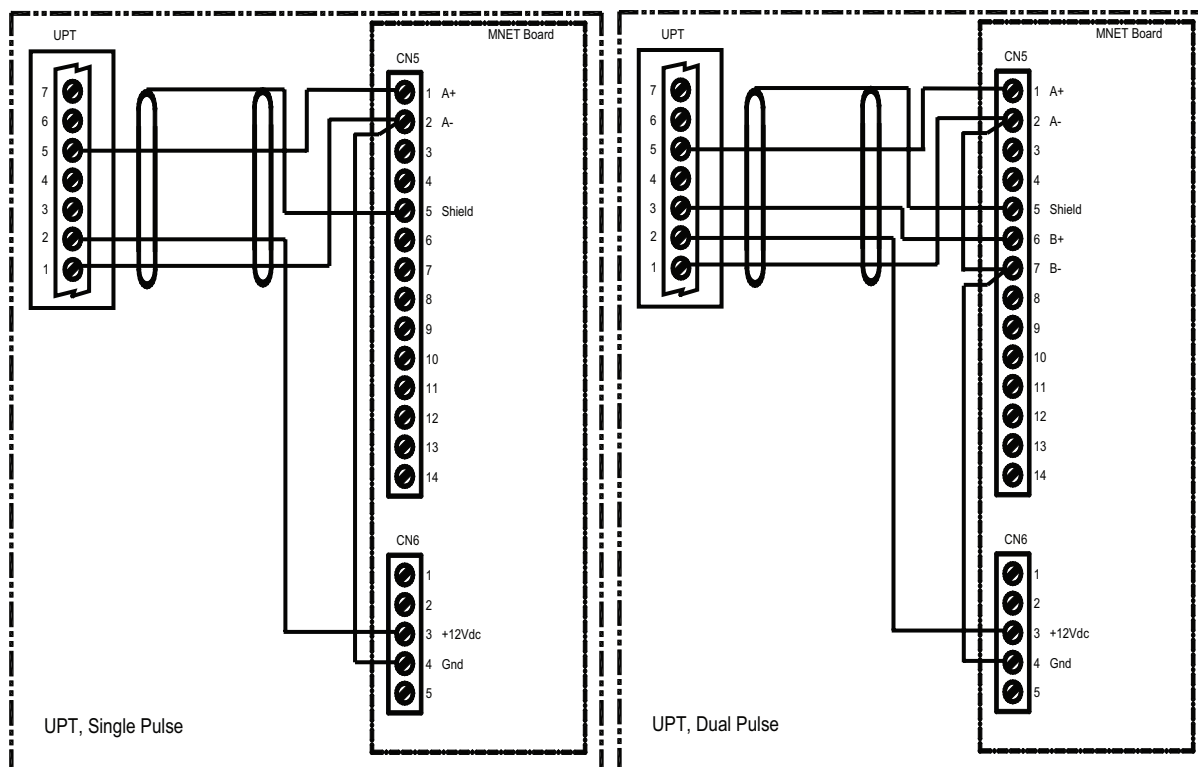 UPT
7
6
5
4
3
2
1
MNET Board
CN5
1 A+
2 A-
3
4
5 Shield
6
7
8
9
10
11
12
13
14
CN6
1
2
3 +12Vdc
4 Gnd
5
UPT, Single Pulse
UPT
7
6
5
4
3
2
1
MNET Board
CN5
1 A+
2 A-
3
4
5 Shield
6 B+
7 B-
8
9
10
11
12
13
14
CN6
1
2
3 +12Vdc
4 Gnd
5
UPT, Dual Pulse